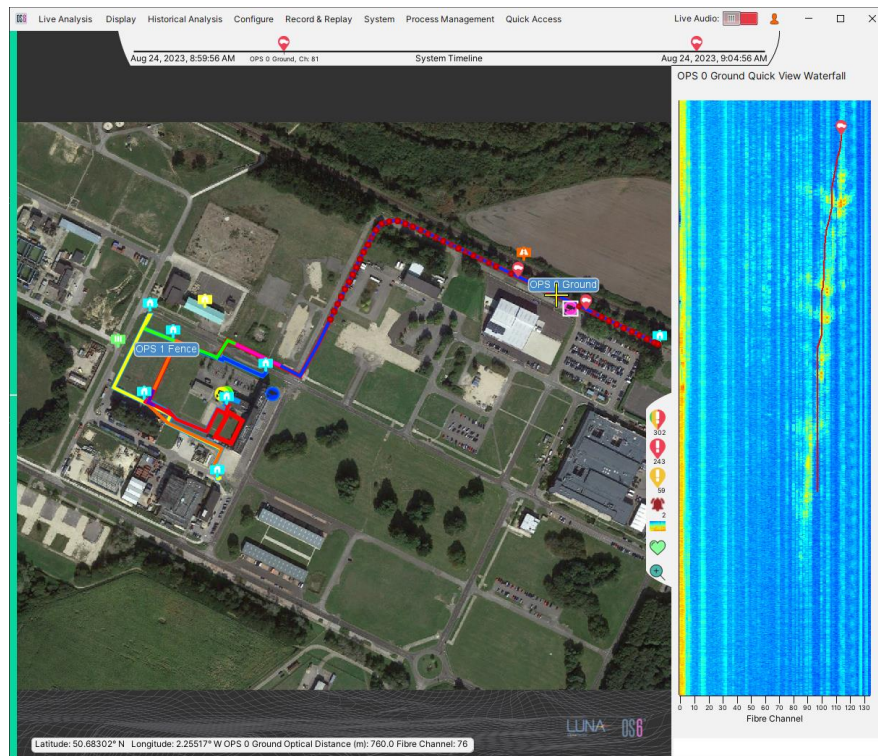 OS6 Live Analysis Display Historical Analysis Configure Record & Replay System Process Management Quick Access Live Audio:
Aug 24, 2023, 8:59:56 AM OPS 0 Ground, Ch: 81 System Timeline Aug 24, 2023, 9:04:56 AM
OPS 0 Ground Quick View Waterfall
OPS 1 Fence
302
243
59
2
0 10 20 30 40 50 60 70 80 90 100 110 120 130
Fibre Channel
LUNA OS6
Latitude: 50.68302° N Longitude: 2.25517° W OPS 0 Ground Optical Distance (m): 760.0 Fibre Channel: 76